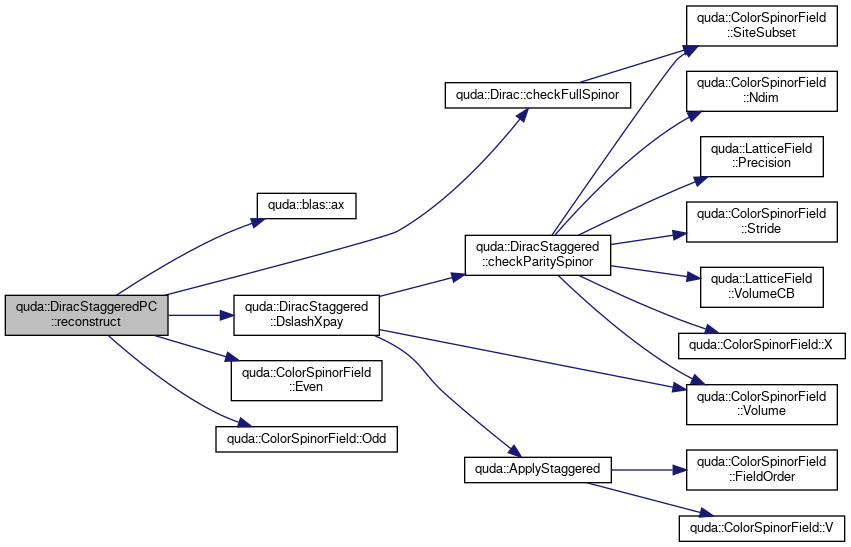 quda::DiracStaggeredPC
::reconstruct
quda::blas::ax
quda::Dirac::checkFullSpinor
quda::DiracStaggered
::DslashXpay
quda::ColorSpinorField
::Even
quda::ColorSpinorField::Odd
quda::DiracStaggered
::checkParitySpinor
quda::ApplyStaggered
quda::ColorSpinorField
::SiteSubset
quda::ColorSpinorField
::Ndim
quda::LatticeField
::Precision
quda::ColorSpinorField
::Stride
quda::LatticeField
::VolumeCB
quda::ColorSpinorField::X
quda::ColorSpinorField
::Volume
quda::ColorSpinorField
::FieldOrder
quda::ColorSpinorField::V